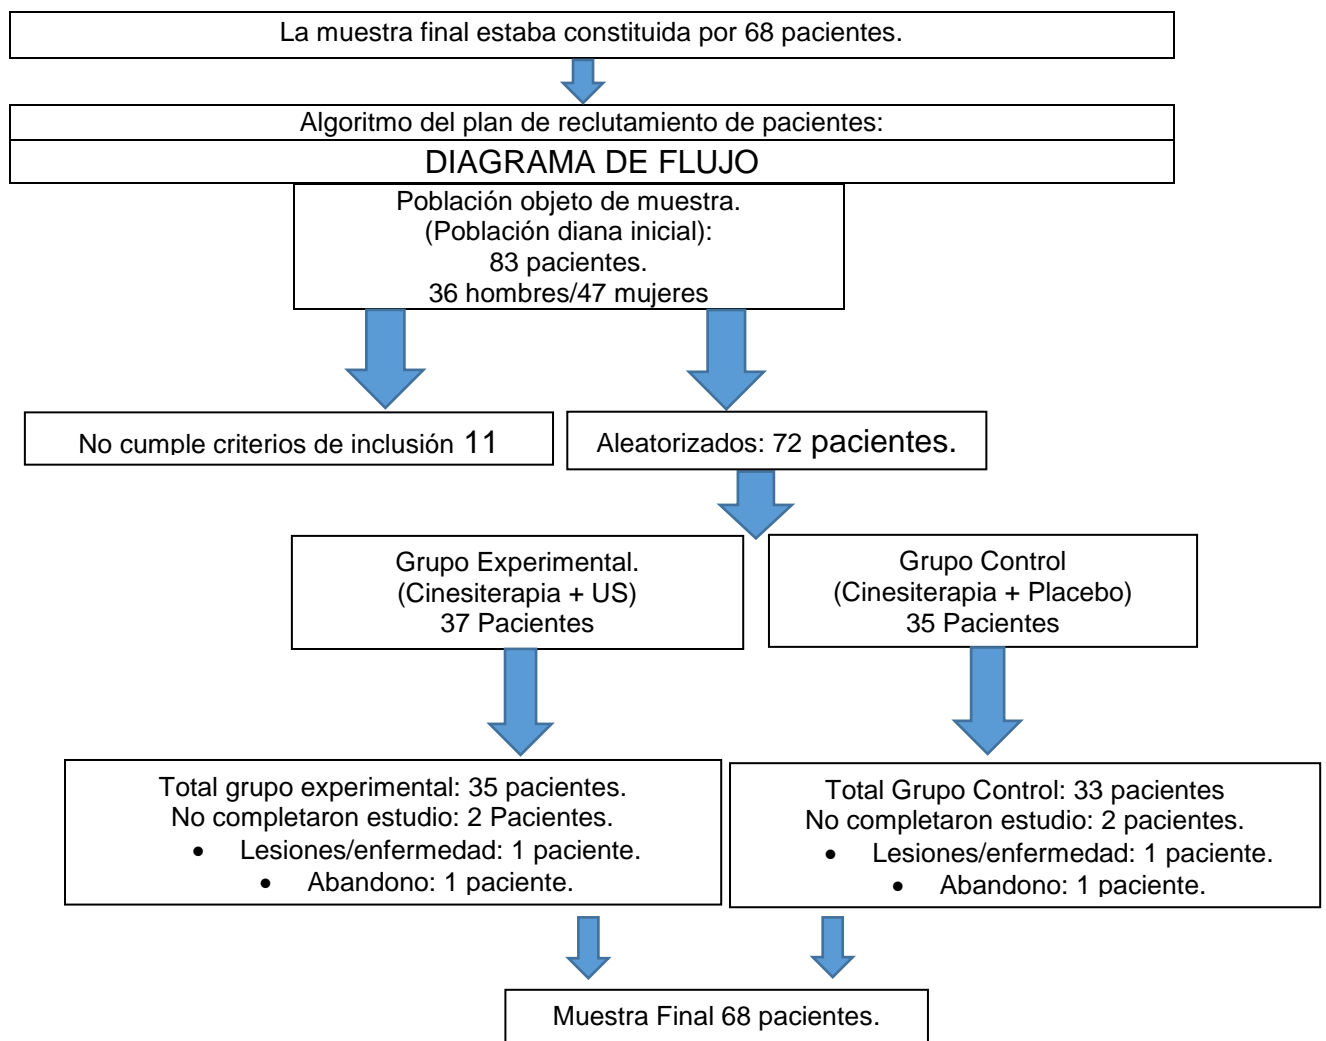 La muestra final estaba constituida por 68 pacientes.
Algoritmo del plan de reclutamiento de pacientes:
DIAGRAMA DE FLUJO
Población objeto de muestra.
(Población diana inicial):
83 pacientes.
36 hombres/47 mujeres
No cumple criterios de inclusión 11
Aleatorizados: 72 pacientes.
Grupo Experimental.
(Cinesiterapia + US)
37 Pacientes
Grupo Control
(Cinesiterapia + Placebo)
35 Pacientes
Total grupo experimental: 35 pacientes.
No completaron estudio: 2 Pacientes.
• Lesiones/enfermedad: 1 paciente.
• Abandono: 1 paciente.
Total Grupo Control: 33 pacientes
No completaron estudio: 2 pacientes.
• Lesiones/enfermedad: 1 paciente.
• Abandono: 1 paciente.
Muestra Final 68 pacientes.